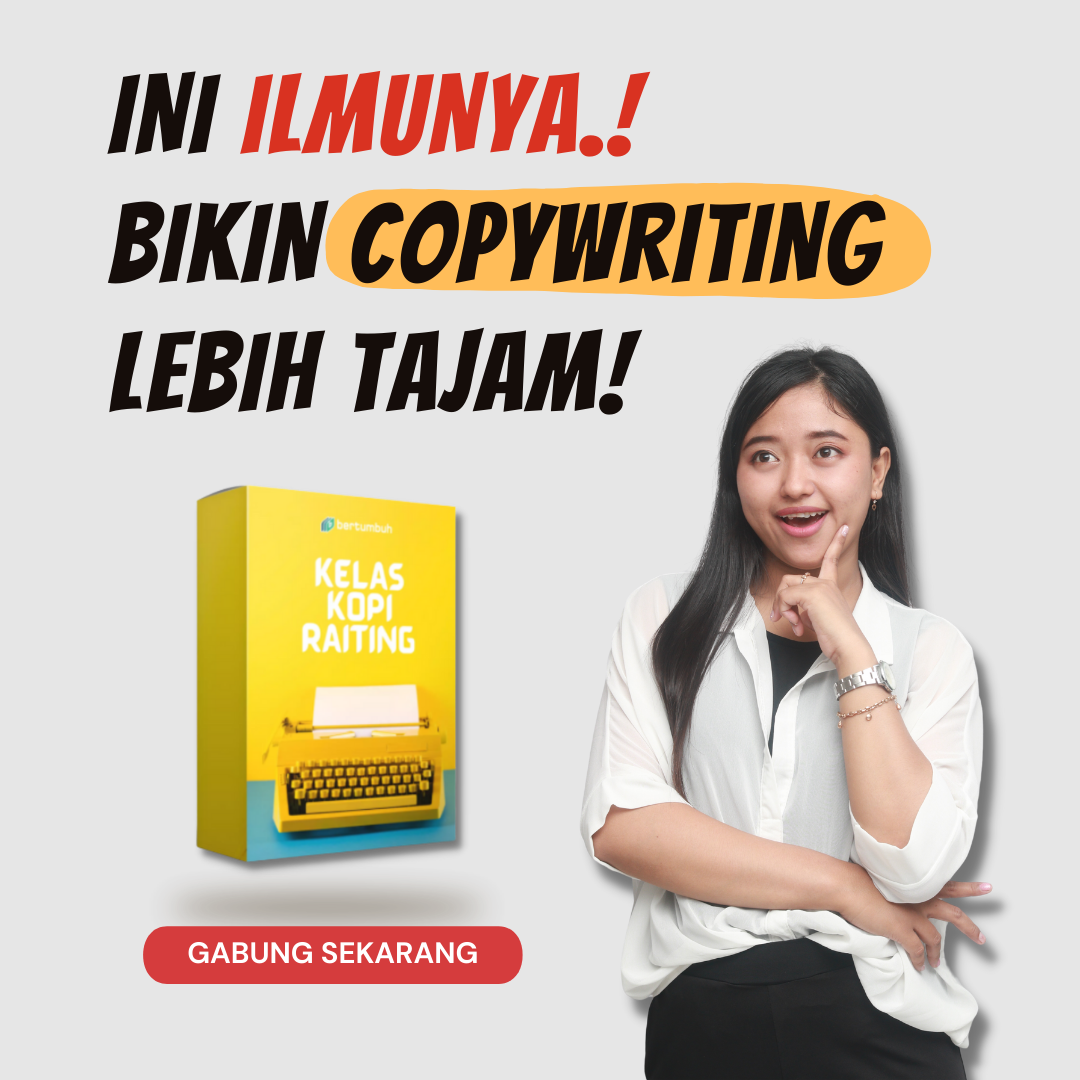 INI ILMUNYA.!
BIKIN COPYWRITING
LEBIH TAJAM!
bertumbuh
KELAS
KOPI
RAITING
GABUNG SEKARANG